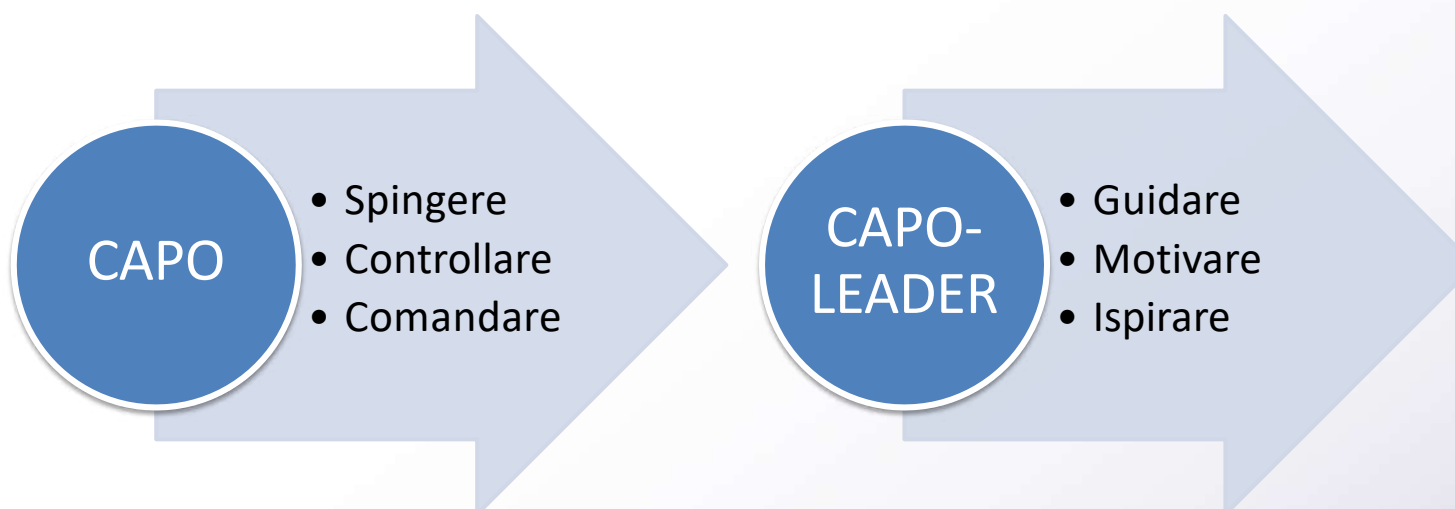 CAPO
• Spingere
• Controllare
• Comandare
CAPO-
LEADER
• Guidare
• Motivare
• Ispirare